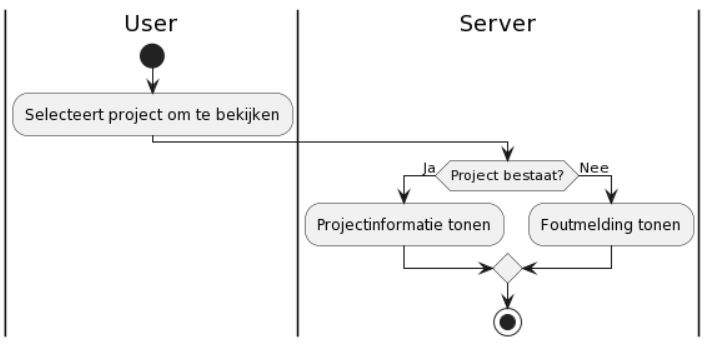 User
Server
Selecteert project om te bekijken
Ja
Project bestaat?
Nee
Projectinformatie tonen
Foutmelding tonen